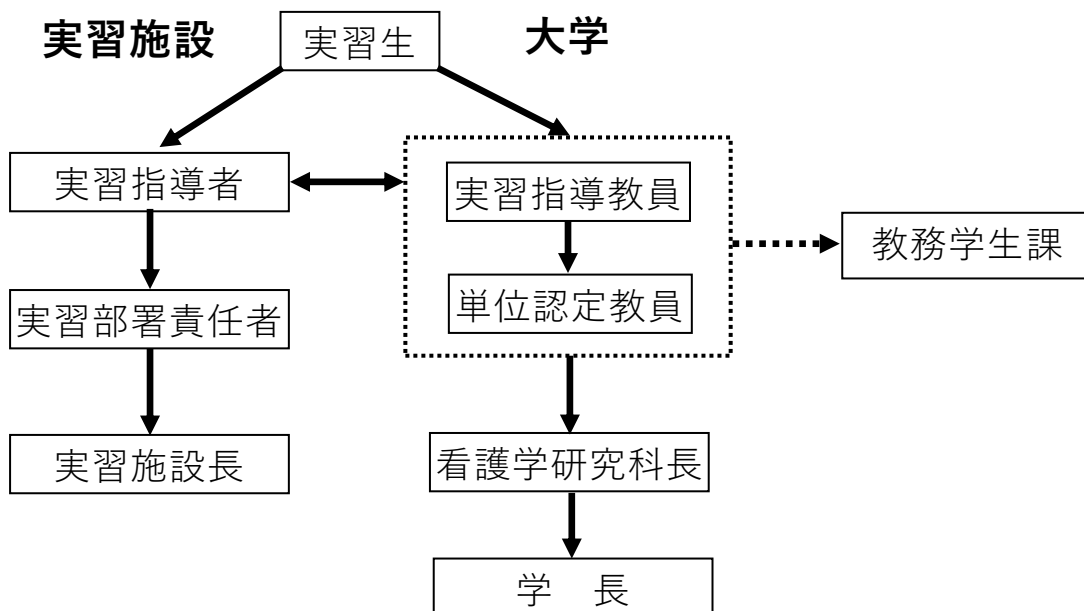 実習施設
実習生
大学
実習指導者
実習指導教員
教務学生課
実習部署責任者
単位認定教員
実習施設長
看護学研究科長
学　長